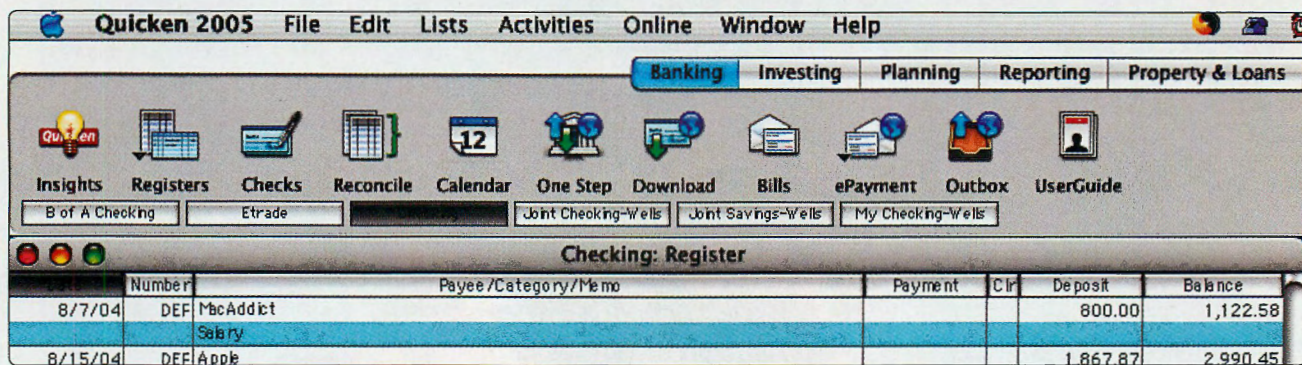 Quicken 2005 File Edit Lists Activities Online Window Help
Banking Investing Planning Reporting Property & Loans
Quicken
12
Insights Registers Checks Reconcile Calendar One Step Download Bills ePayment Outbox UserGuide
B of A Checking Etrade Joint Checking-Wells Joint Savings-Wells My Checking-Wells
Checking: Register
Number Payee/Category/Memo Payment Clr Deposit Balance
8/7/04 DEF MacAddict 800.00 1,122.58
Salary
8/15/04 DEF Apple 1,867.87 2,990.45